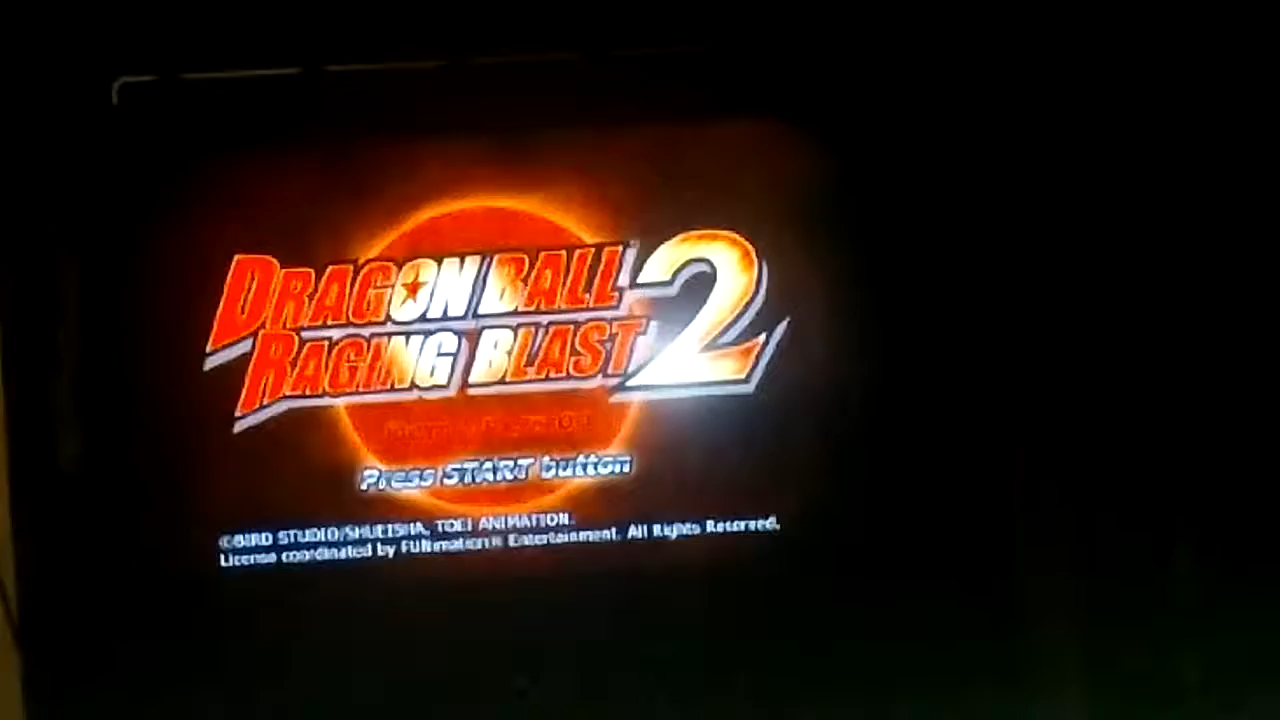 DRAGON BALL
RAGING BLAST 2
Press START button
©BIRD STUDIO/SHUEISHA, TOEI ANIMATION.
License coordinated by FUNimation® Entertainment. All Rights Reserved.